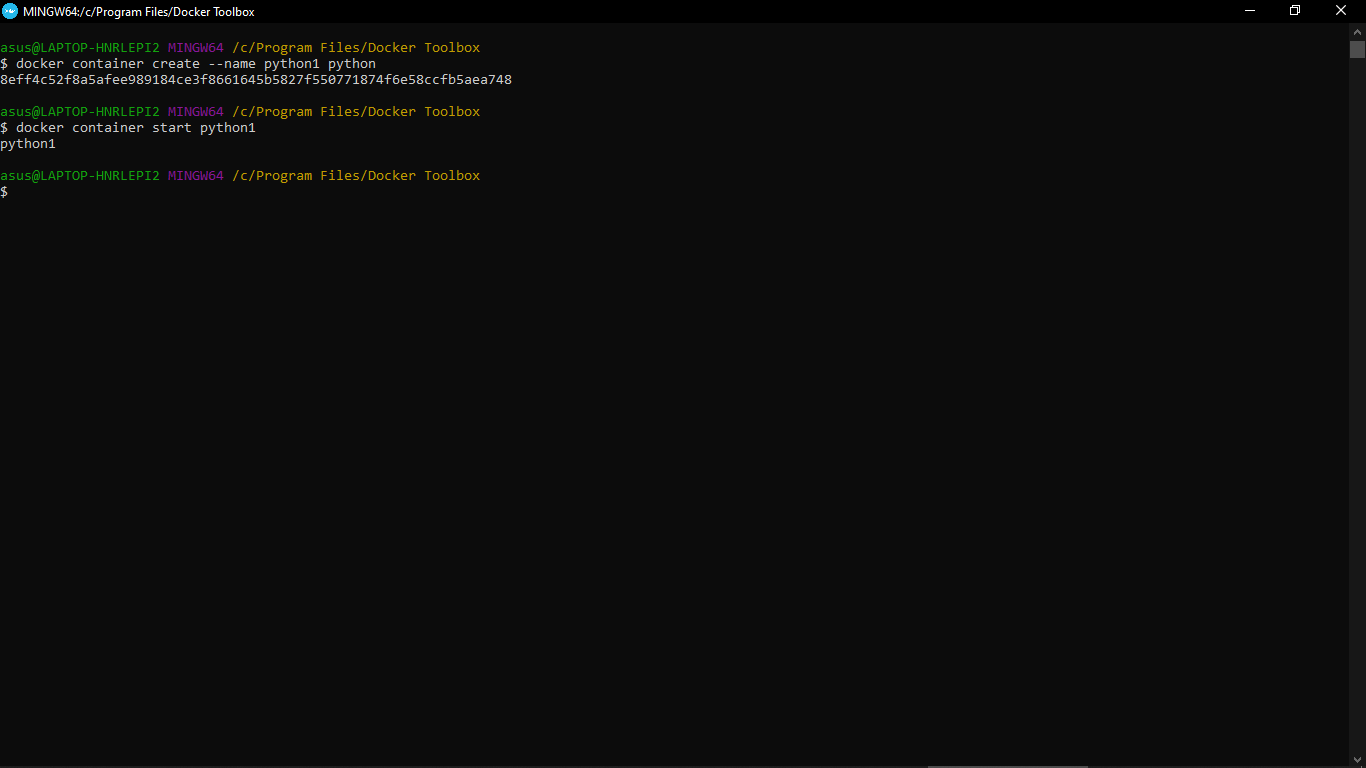 MINGW64:/c/Program Files/Docker Toolbox
asus@LAPTOP-HNRLEPI2 MINGW64 /c/Program Files/Docker Toolbox
$ docker container create --name python1 python
8eff4c52f8a5afee989184ce3f8661645b5827f550771874f6e58ccfb5aea748
asus@LAPTOP-HNRLEPI2 MINGW64 /c/Program Files/Docker Toolbox
$ docker container start python1
python1
asus@LAPTOP-HNRLEPI2 MINGW64 /c/Program Files/Docker Toolbox
$